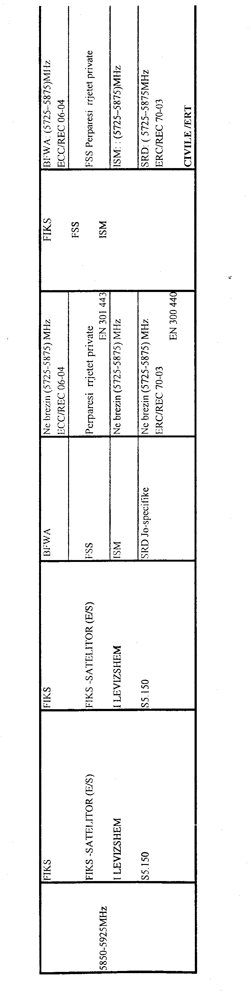 5850-5925MHz
FIKS
FIKS -SATELITOR (E/S)
I LEVIZSHEM
S5.150
FIKS
FIKS -SATELITOR (E/S)
I LEVIZSHEM
S5.150
BFWA
FSS
ISM
SRD Jo-specifike
Ne brezin (5725-5875) MHz
ECC/REC 06-04
Perparesi rrjetet private
EN 301 443
Ne brezin (5725-5875) MHz
Ne brezin (5725-5875) MHz
ERC/REC 70-03
EN 300 440
FIKS
FSS
ISM
BFWA: (5725–5875)MHz
ECC/REC 06-04
FSS Perparesi rrjetet private
ISM: : (5725–5875)MHz
SRD: ( 5725–5875MHz
ERC/REC 70-03
CIVILE /ERT